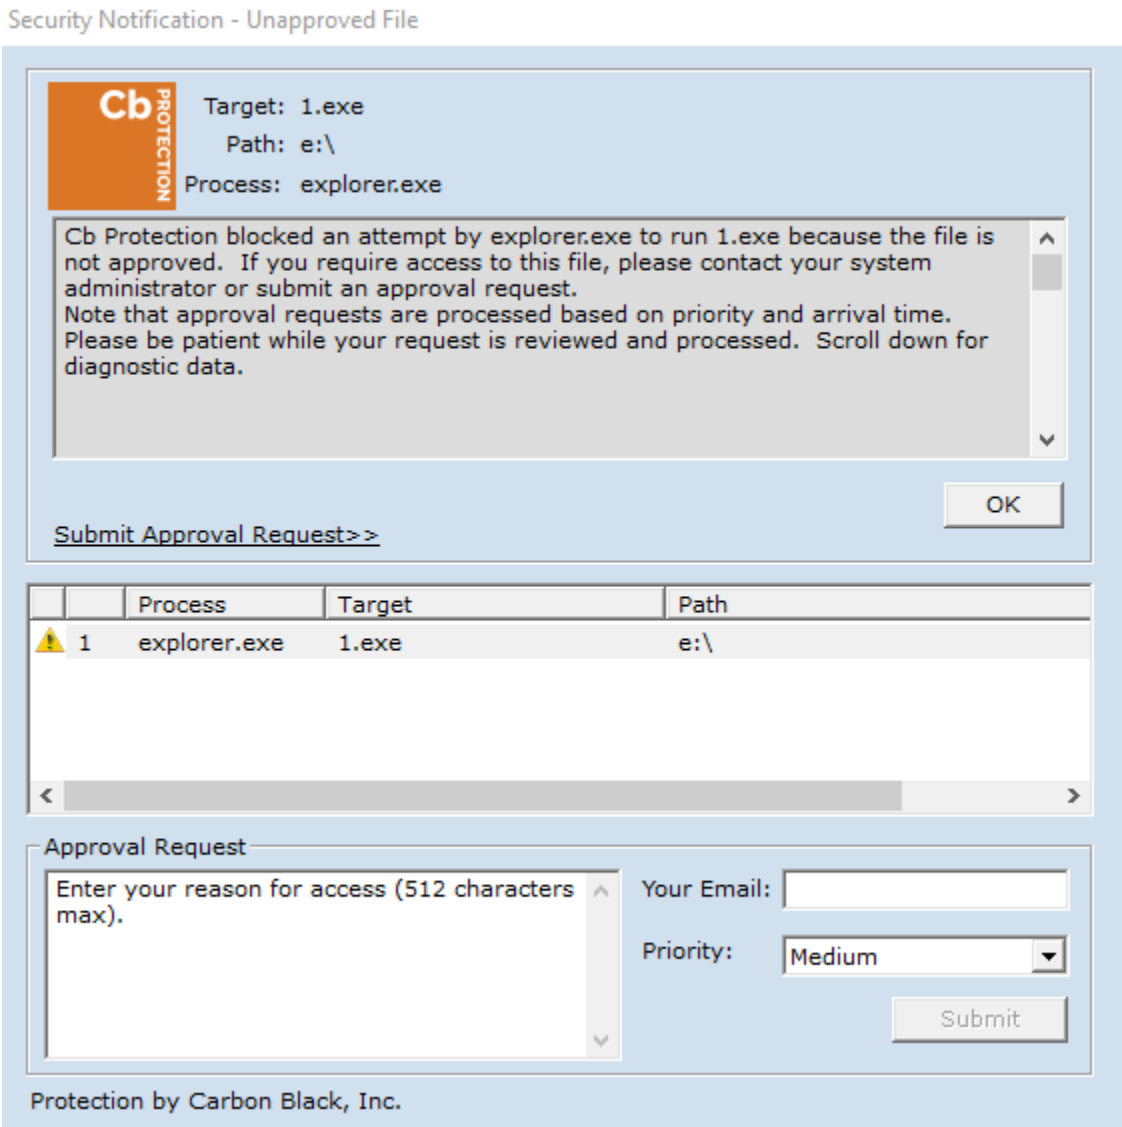 Security Notification - Unapproved File
Cb
PROTECTION
Target: 1.exe
Path: e:\
Process: explorer.exe
Cb Protection blocked an attempt by explorer.exe to run 1.exe because the file is
not approved.  If you require access to this file, please contact your system
administrator or submit an approval request.
Note that approval requests are processed based on priority and arrival time.
Please be patient while your request is reviewed and processed.  Scroll down for
diagnostic data.
OK
Submit Approval Request>>
Process Target Path
1 explorer.exe 1.exe e:\
Approval Request
Enter your reason for access (512 characters
max).
Your Email:
Priority: Medium
Submit
Protection by Carbon Black, Inc.